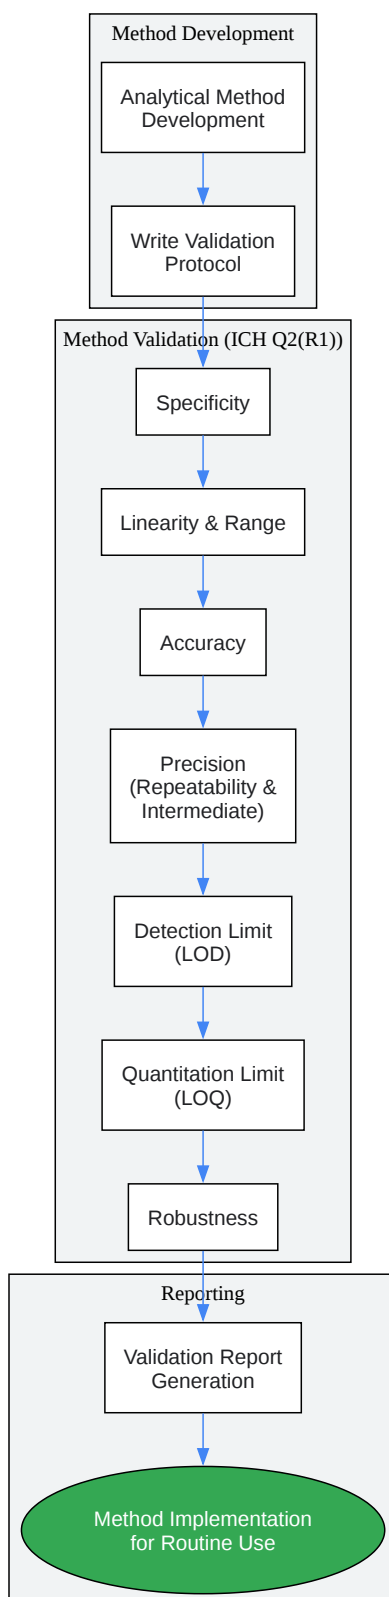 Method Development
Analytical Method
Development
Write Validation
Protocol
Method Validation (ICH Q2(R1))
Specificity
Linearity & Range
Accuracy
Precision
(Repeatability &
Intermediate)
Detection Limit
(LOD)
Quantitation Limit
(LOQ)
Robustness
Reporting
Validation Report
Generation
Method Implementation
for Routine Use